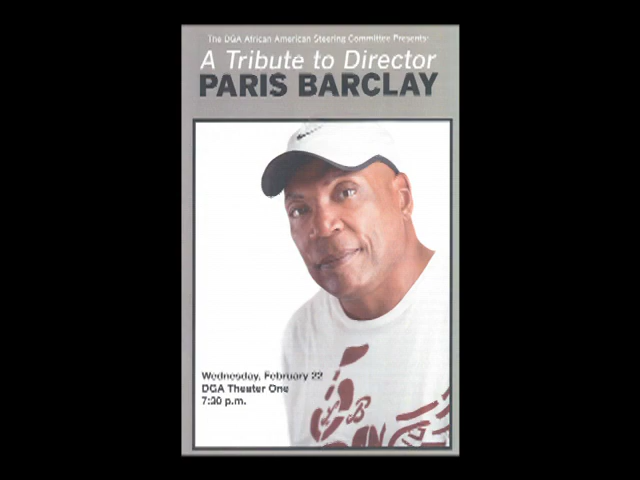 The DGA African American Steering Committee Presents:
A Tribute to Director
PARIS BARCLAY
Wednesday, February 22
DGA Theater One
7:30 p.m.